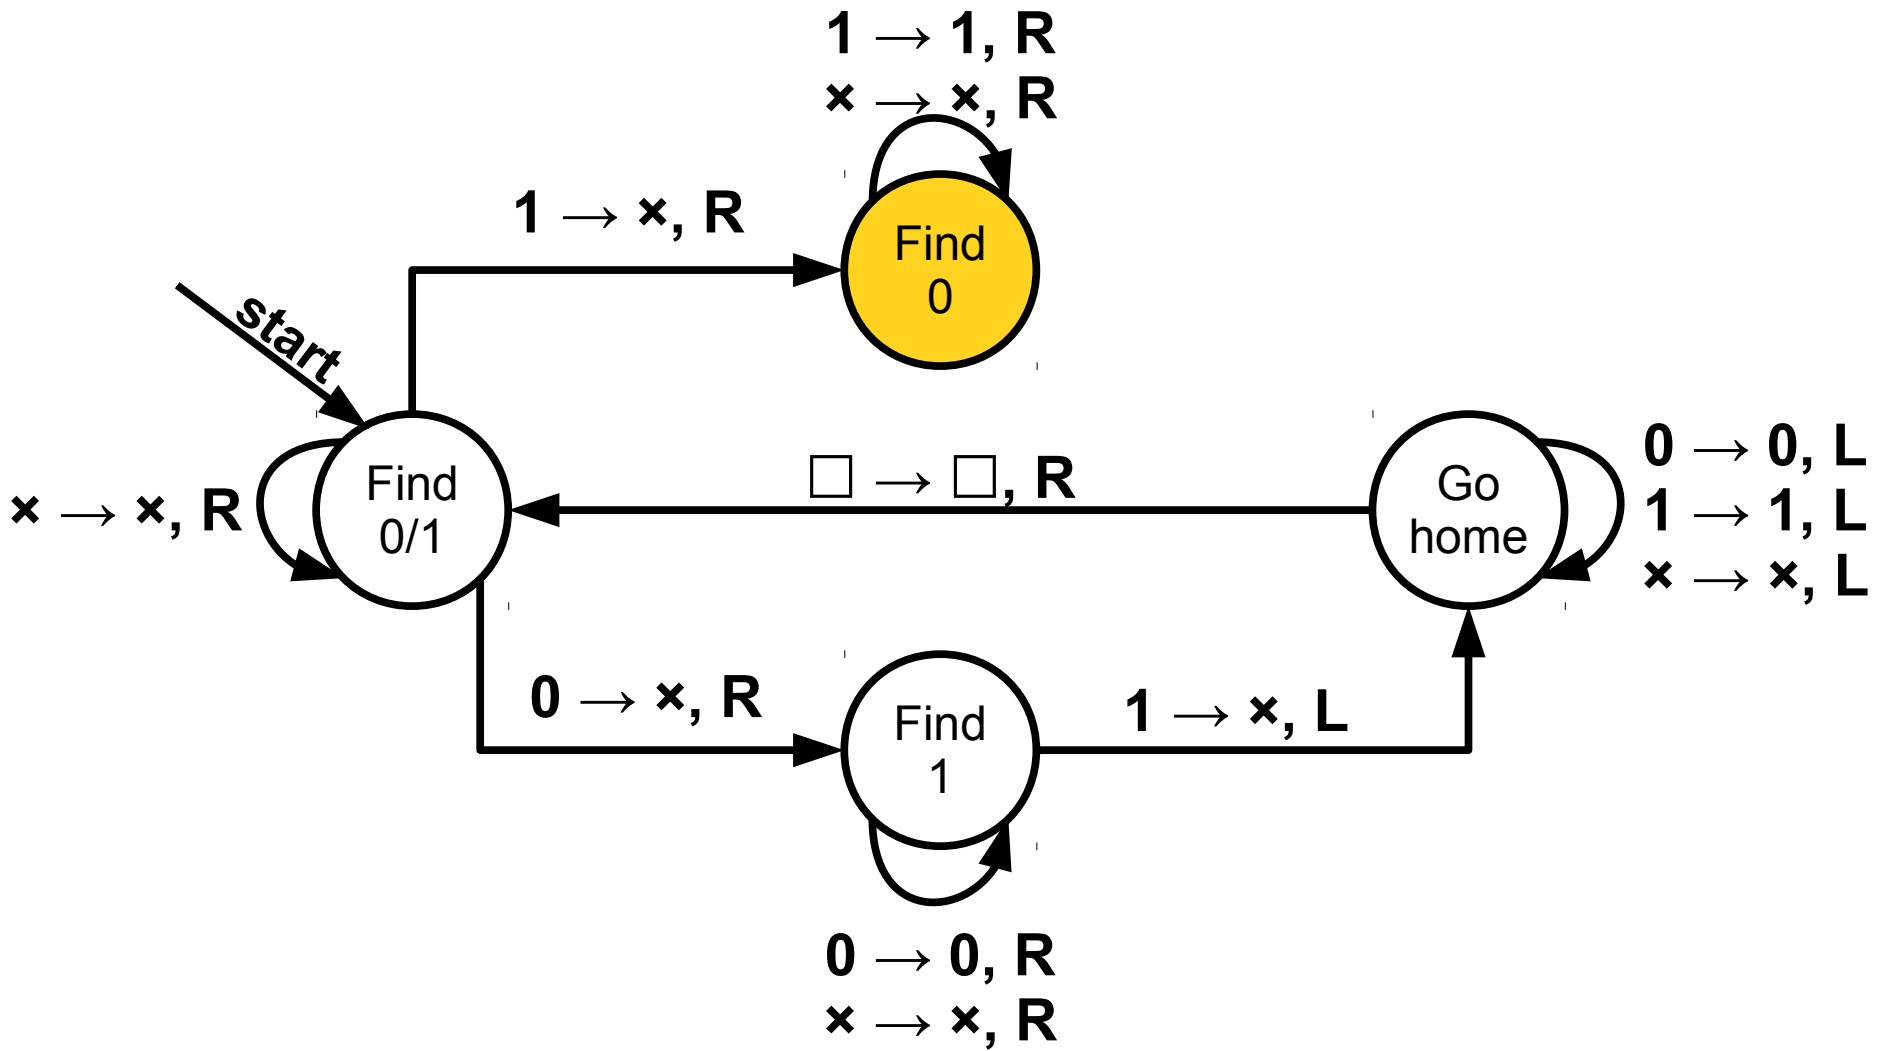 1 → 1, R
× → ×, R
1 → ×, R
Find
0
start
Find
0/1
× → ×, R
□ → □, R
Go
home
0 → 0, L
1 → 1, L
× → ×, L
0 → ×, R
Find
1
1 → ×, L
0 → 0, R
× → ×, R